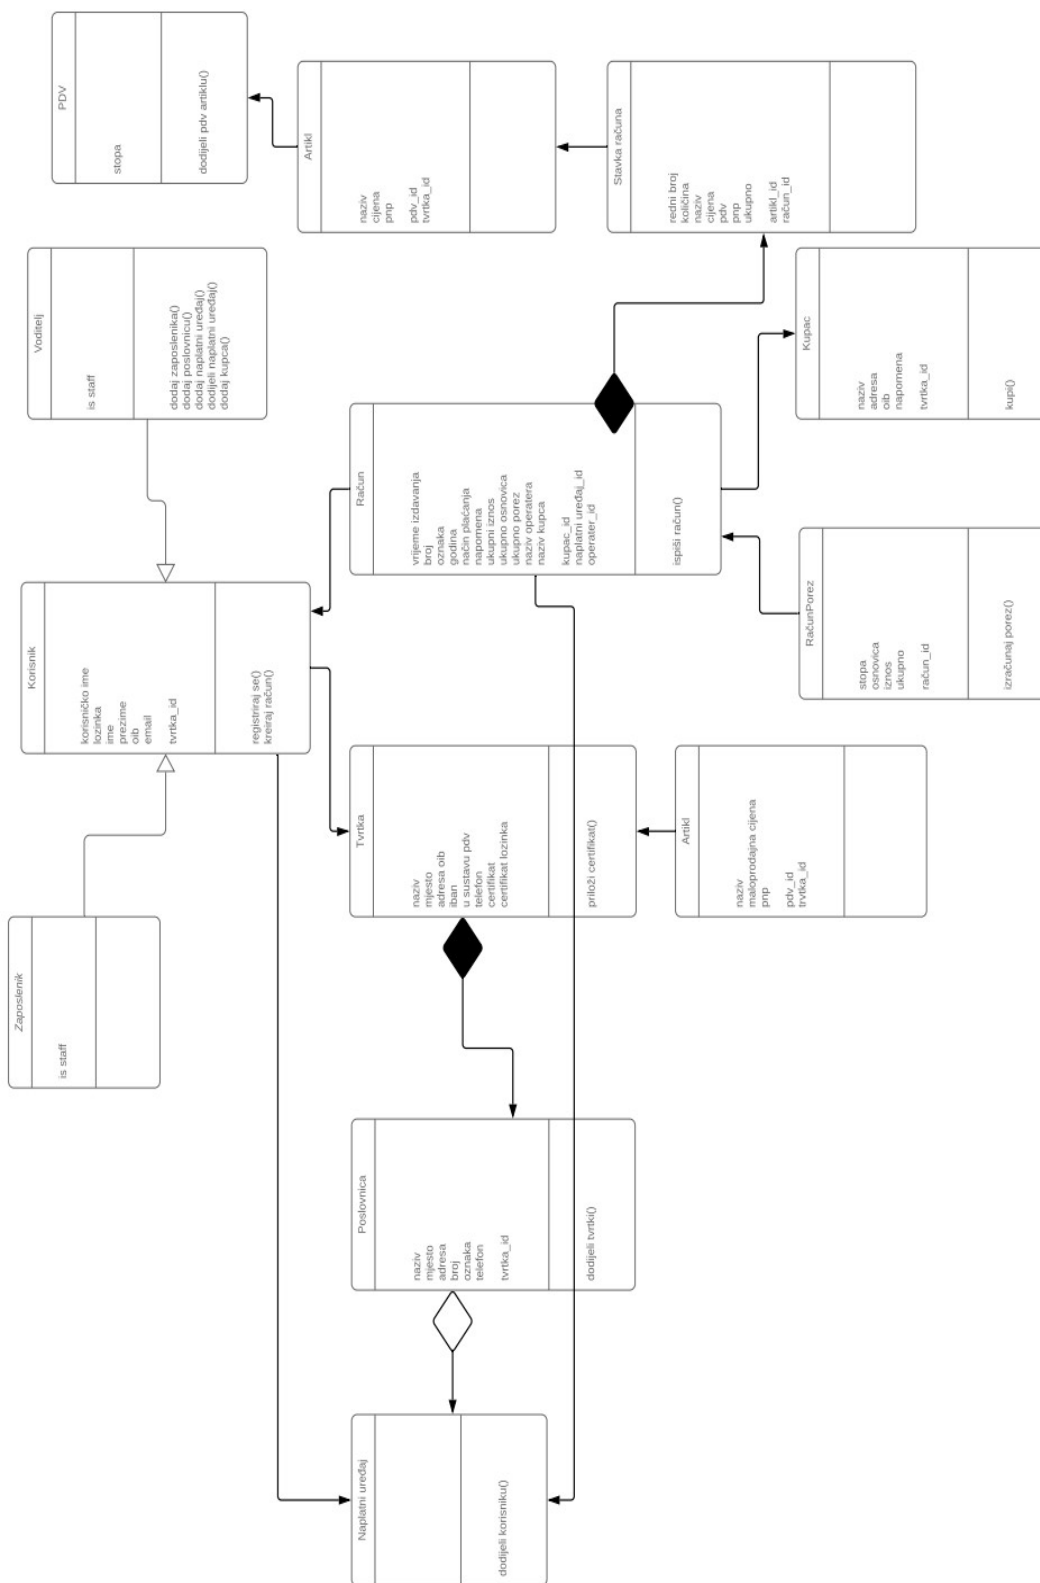 Zaposlenik
is staff
Korisnik
korisničko ime
lozinka
ime
prezime
oib
email
tvrtka_id
registriraj se()
kreiraj račun()
Voditelj
is staff
dodaj zaposlenika()
dodaj poslovnicu()
dodaj naplatni uređaj()
dodijeli naplatni uređaj()
dodaj kupca()
PDV
stopa
dodijeli pdv artiklu()
Naplatni uređaj
dodijeli korisniku()
Poslovnica
naziv
mjesto
adresa
broj
oznaka
telefon
tvrtka_id
dodijeli tvrtki()
Tvrtka
naziv
mjesto
adresa oib
iban
u sustavu pdv
telefon
certifikat
certifikat lozinka
priloži certifikat()
Račun
vrijeme izdavanja
broj
oznaka
godina
način plaćanja
napomena
ukupni iznos
ukupno osnovica
ukupno porez
naziv operatera
naziv kupca
kupac_id
naplatni uređaj_id
operater_id
ispiši račun()
Artikl
naziv
cijena
pnp
pdv_id
tvrtka_id
Artikl
naziv
maloprodajna cijena
pnp
pdv_id
trvtka_id
Stavka računa
redni broj
količina
naziv
cijena
pdv
pnp
ukupno
artikl_id
račun_id
RačunPorez
stopa
osnovica
iznos
ukupno
račun_id
izračunaj porez()
Kupac
naziv
adresa
oib
napomena
tvrtka_id
kupi()